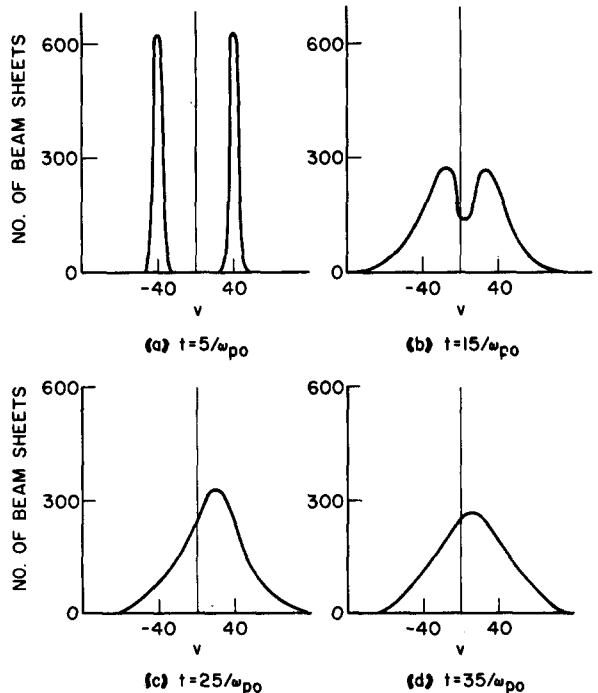 NO. OF BEAM SHEETS
600
300
0
-40 40
v
(a) t=5/ωpo
600
300
0
-40 40
v
(b) t=15/ωpo
NO. OF BEAM SHEETS
600
300
0
-40 40
v
(c) t=25/ωpo
600
300
0
-40 40
v
(d) t=35/ωpo